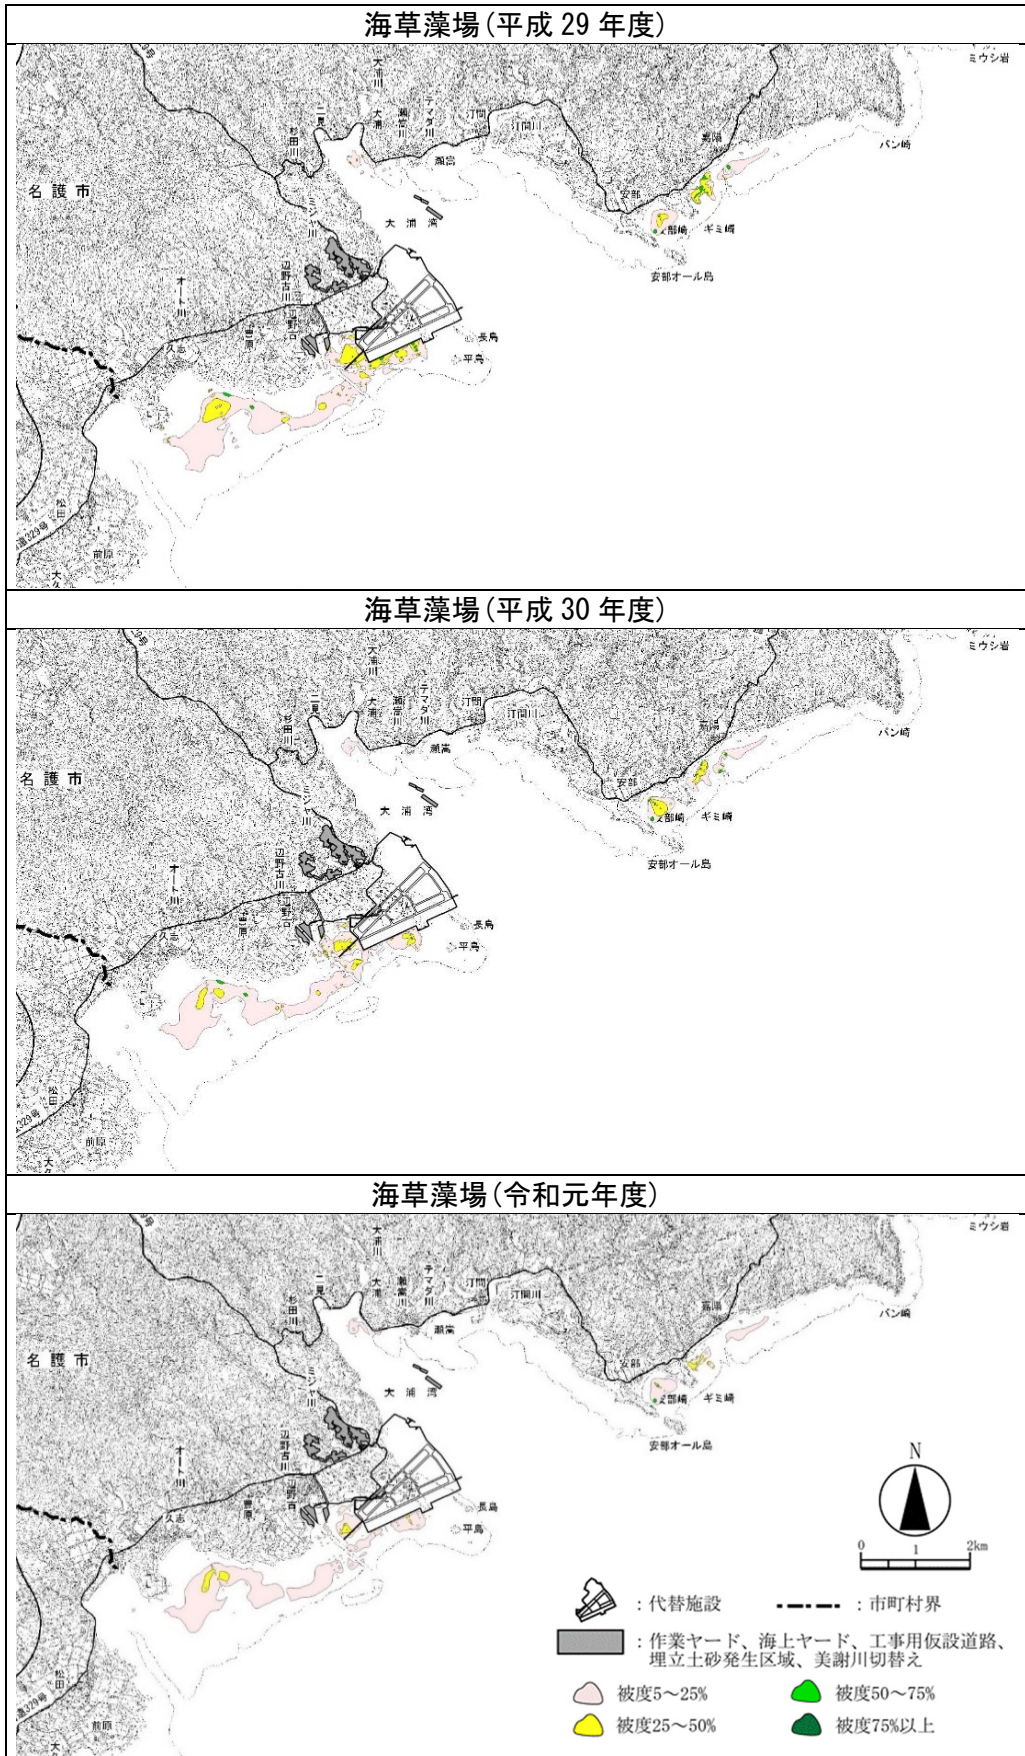 海草藻場(平成29年度)
ミウシ岩
大浦川
二見
杉田川
大浦
瀬嵩川
テマダ川
汀間
汀間川
瀬嵩
嘉陽
バン崎
名護市
安部
ミジャ川
大浦湾
安部崎
ギミ崎
安部オール島
オートー川
辺野古川
辺野古
豊原
久志
長島
平島
松田
前原
海草藻場(平成30年度)
ミウシ岩
大浦川
二見
杉田川
大浦
瀬嵩川
テマダ川
汀間
汀間川
瀬嵩
嘉陽
バン崎
名護市
安部
ミジャ川
大浦湾
安部崎
ギミ崎
安部オール島
オートー川
辺野古川
辺野古
豊原
久志
長島
平島
松田
前原
海草藻場(令和元年度)
ミウシ岩
大浦川
二見
杉田川
大浦
瀬嵩川
テマダ川
汀間
汀間川
瀬嵩
嘉陽
バン崎
名護市
安部
ミジャ川
大浦湾
安部崎
ギミ崎
安部オール島
オートー川
辺野古川
辺野古
豊原
久志
長島
平島
松田
前原
N
0 1 2km
：代替施設
：市町村界
：作業ヤード、海上ヤード、工事用仮設道路、
埋立土砂発生区域、美謝川切替え
被度5～25%
被度50～75%
被度25～50%
被度75%以上